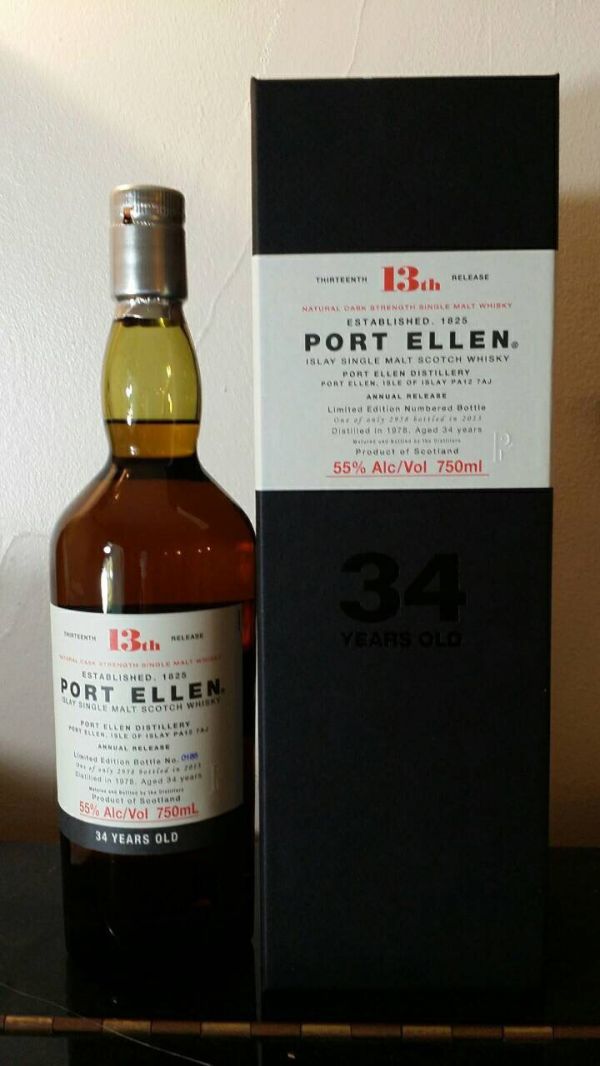 THIRTEENTH 13th RELEASE
NATURAL CASK STRENGTH SINGLE MALT WHISKY
ESTABLISHED. 1825
PORT ELLEN®
ISLAY SINGLE MALT SCOTCH WHISKY
PORT ELLEN DISTILLERY
PORT ELLEN, ISLE OF ISLAY PA42 7AJ
ANNUAL RELEASE
Limited Edition Numbered Bottle
One of only 2958 bottled in 2013
Distilled in 1978. Aged 34 years
Matured and Bottled by the Distillers
Product of Scotland
55% Alc/Vol 750ml
34
YEARS OLD
THIRTEENTH 13th RELEASE
NATURAL CASK STRENGTH SINGLE MALT WHISKY
ESTABLISHED. 1825
PORT ELLEN®
ISLAY SINGLE MALT SCOTCH WHISKY
PORT ELLEN DISTILLERY
PORT ELLEN, ISLE OF ISLAY PA42 7AJ
ANNUAL RELEASE
Limited Edition Bottle No.
One of only 2958 bottled in 2013
Distilled in 1978. Aged 34 years
Matured and Bottled by the Distillers
Product of Scotland
55% Alc/Vol 750mL
34 YEARS OLD